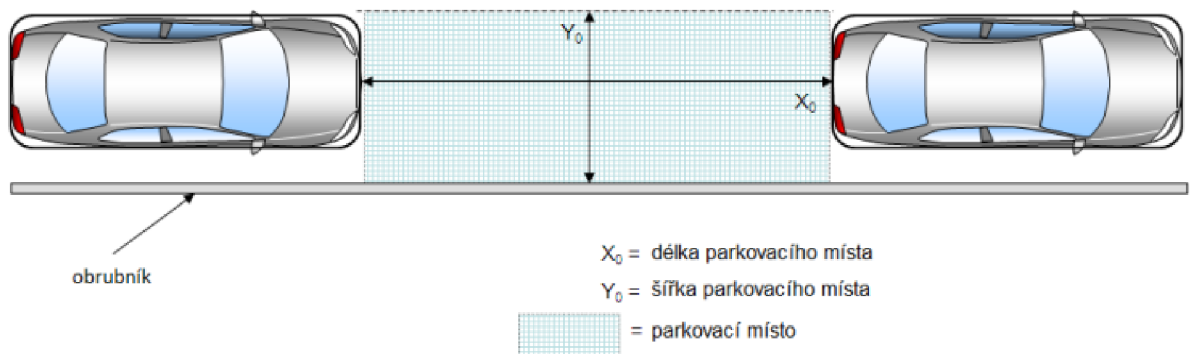 Y₀
X₀
obrubník
X₀ = délka parkovacího místa
Y₀ = šířka parkovacího místa
= parkovací místo